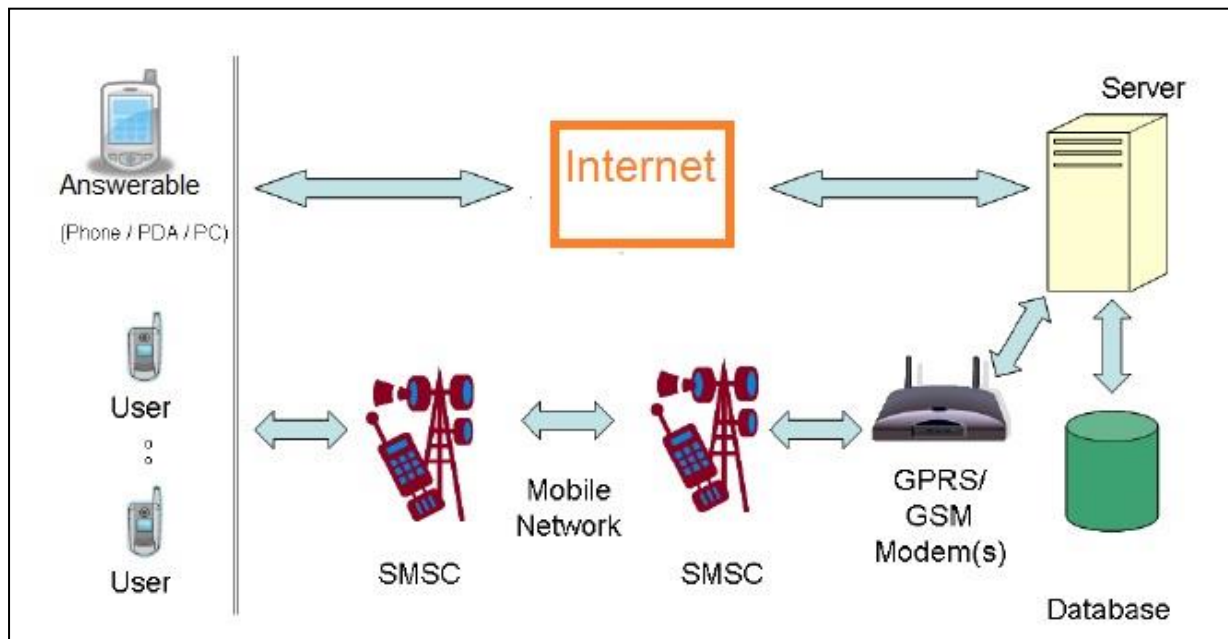 Server
Internet
Answerable
(Phone / PDA / PC)
User
User
SMSC
Mobile
Network
SMSC
GPRS/
GSM
Modem(s)
Database